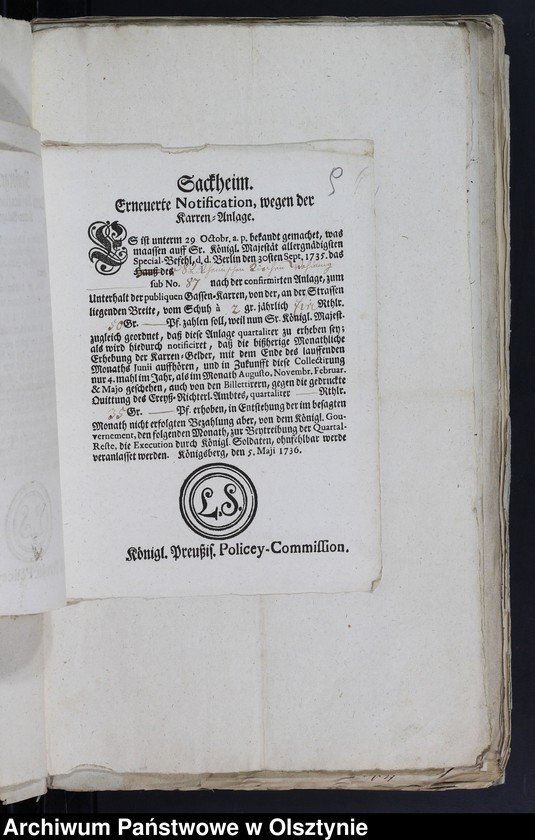 Sackheim.
Erneuerte Notification, wegen der
Karren-Anlage.
ES ist unterm 29 Octobr. a. p. bekandt gemachet, was
maassen auff Sr. Königl. Majestät allergnädigsten
Special-Befehl, d. d. Berlin den 30sten Sept. 1735. das
Hauß des
sub No. 87 nach der confirmirten Anlage, zum
Unterhalt der publiquen Gassen-Karren, von der, an der Strassen
liegenden Breite, vom Schuh à 2 gr. jährlich Rthlr.
50 Gr. Pf. zahlen soll, weil nun Sr. Königl. Majest.
zugleich geordnet, daß diese Anlage quartaliter zu erheben sey;
als wird hiedurch notificiret, daß die bißherige Monathliche
Erhebung der Karren-Gelder, mit dem Ende des lauffenden
Monaths Junii auffhören, und in Zukunfft diese Collectirung
nur 4. mahl im Jahr, als im Monath Augusto, Novembr. Februar.
& Majo geschehen, auch von den Billettirern, gegen die gedruckte
Quittung des Creyß-Richterl. Ambtes, quartaliter Rthlr.
35 Gr. Pf. erhoben, in Entstehung der im besagten
Monath nicht erfolgten Bezahlung aber, von dem Königl. Gou-
vernement, den folgenden Monath, zur Beytreibung der Quartal-
Reste, die Execution durch Königl. Soldaten, ohnfehlbar werde
veranlasset werden. Königsberg, den 5. Maji 1736.
L.S.
Königl. Preußis. Policey-Commission.
Archiwum Państwowe w Olsztynie